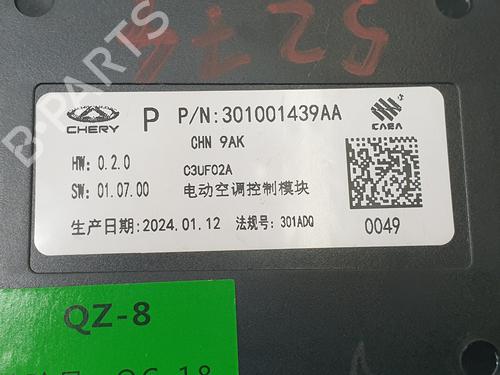 5274
CHERY P P/N:301001439AA CAEA
CHN 9AK
HW: 0.2.0 C3UF02A
SW: 01.07.00 电动空调控制模块
生产日期:2024.01.12 法规号: 301ADQ 0049
QZ-8
B-PARTS